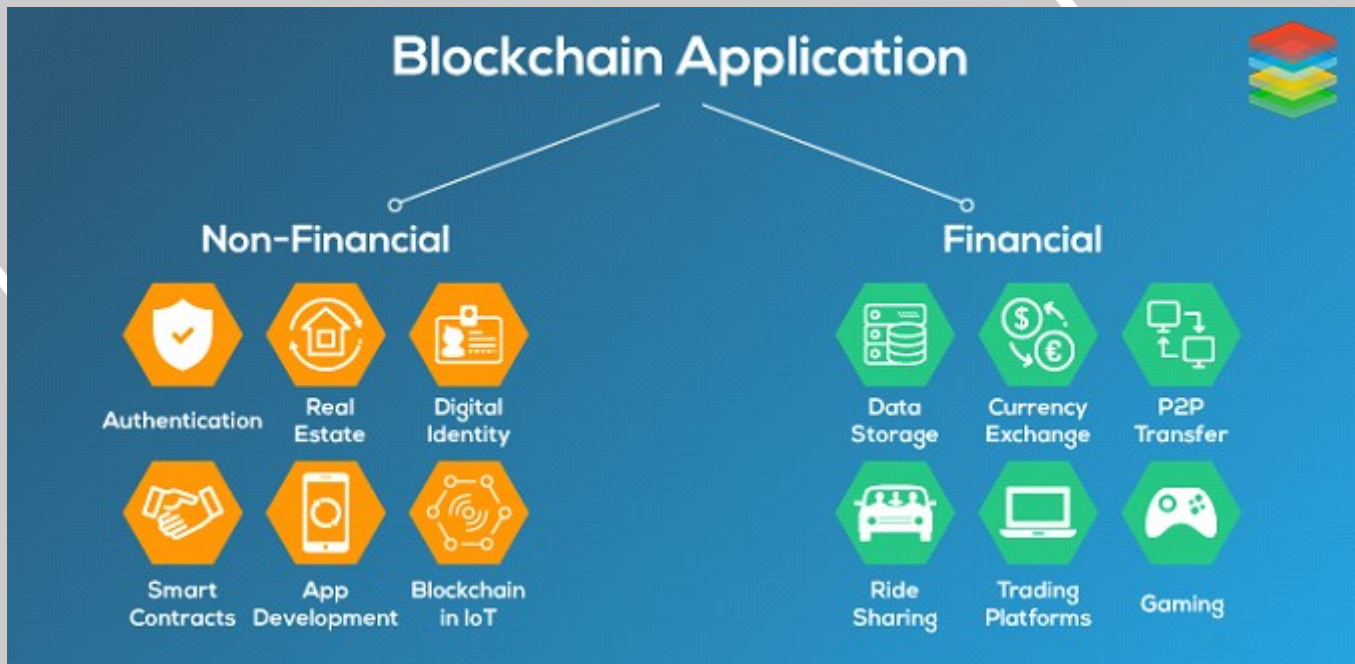 Blockchain Application
Non-Financial
Financial
Authentication
Real
Estate
Digital
Identity
Data
Storage
Currency
Exchange
P2P
Transfer
Smart
Contracts
App
Development
Blockchain
in IoT
Ride
Sharing
Trading
Platforms
Gaming
$
€